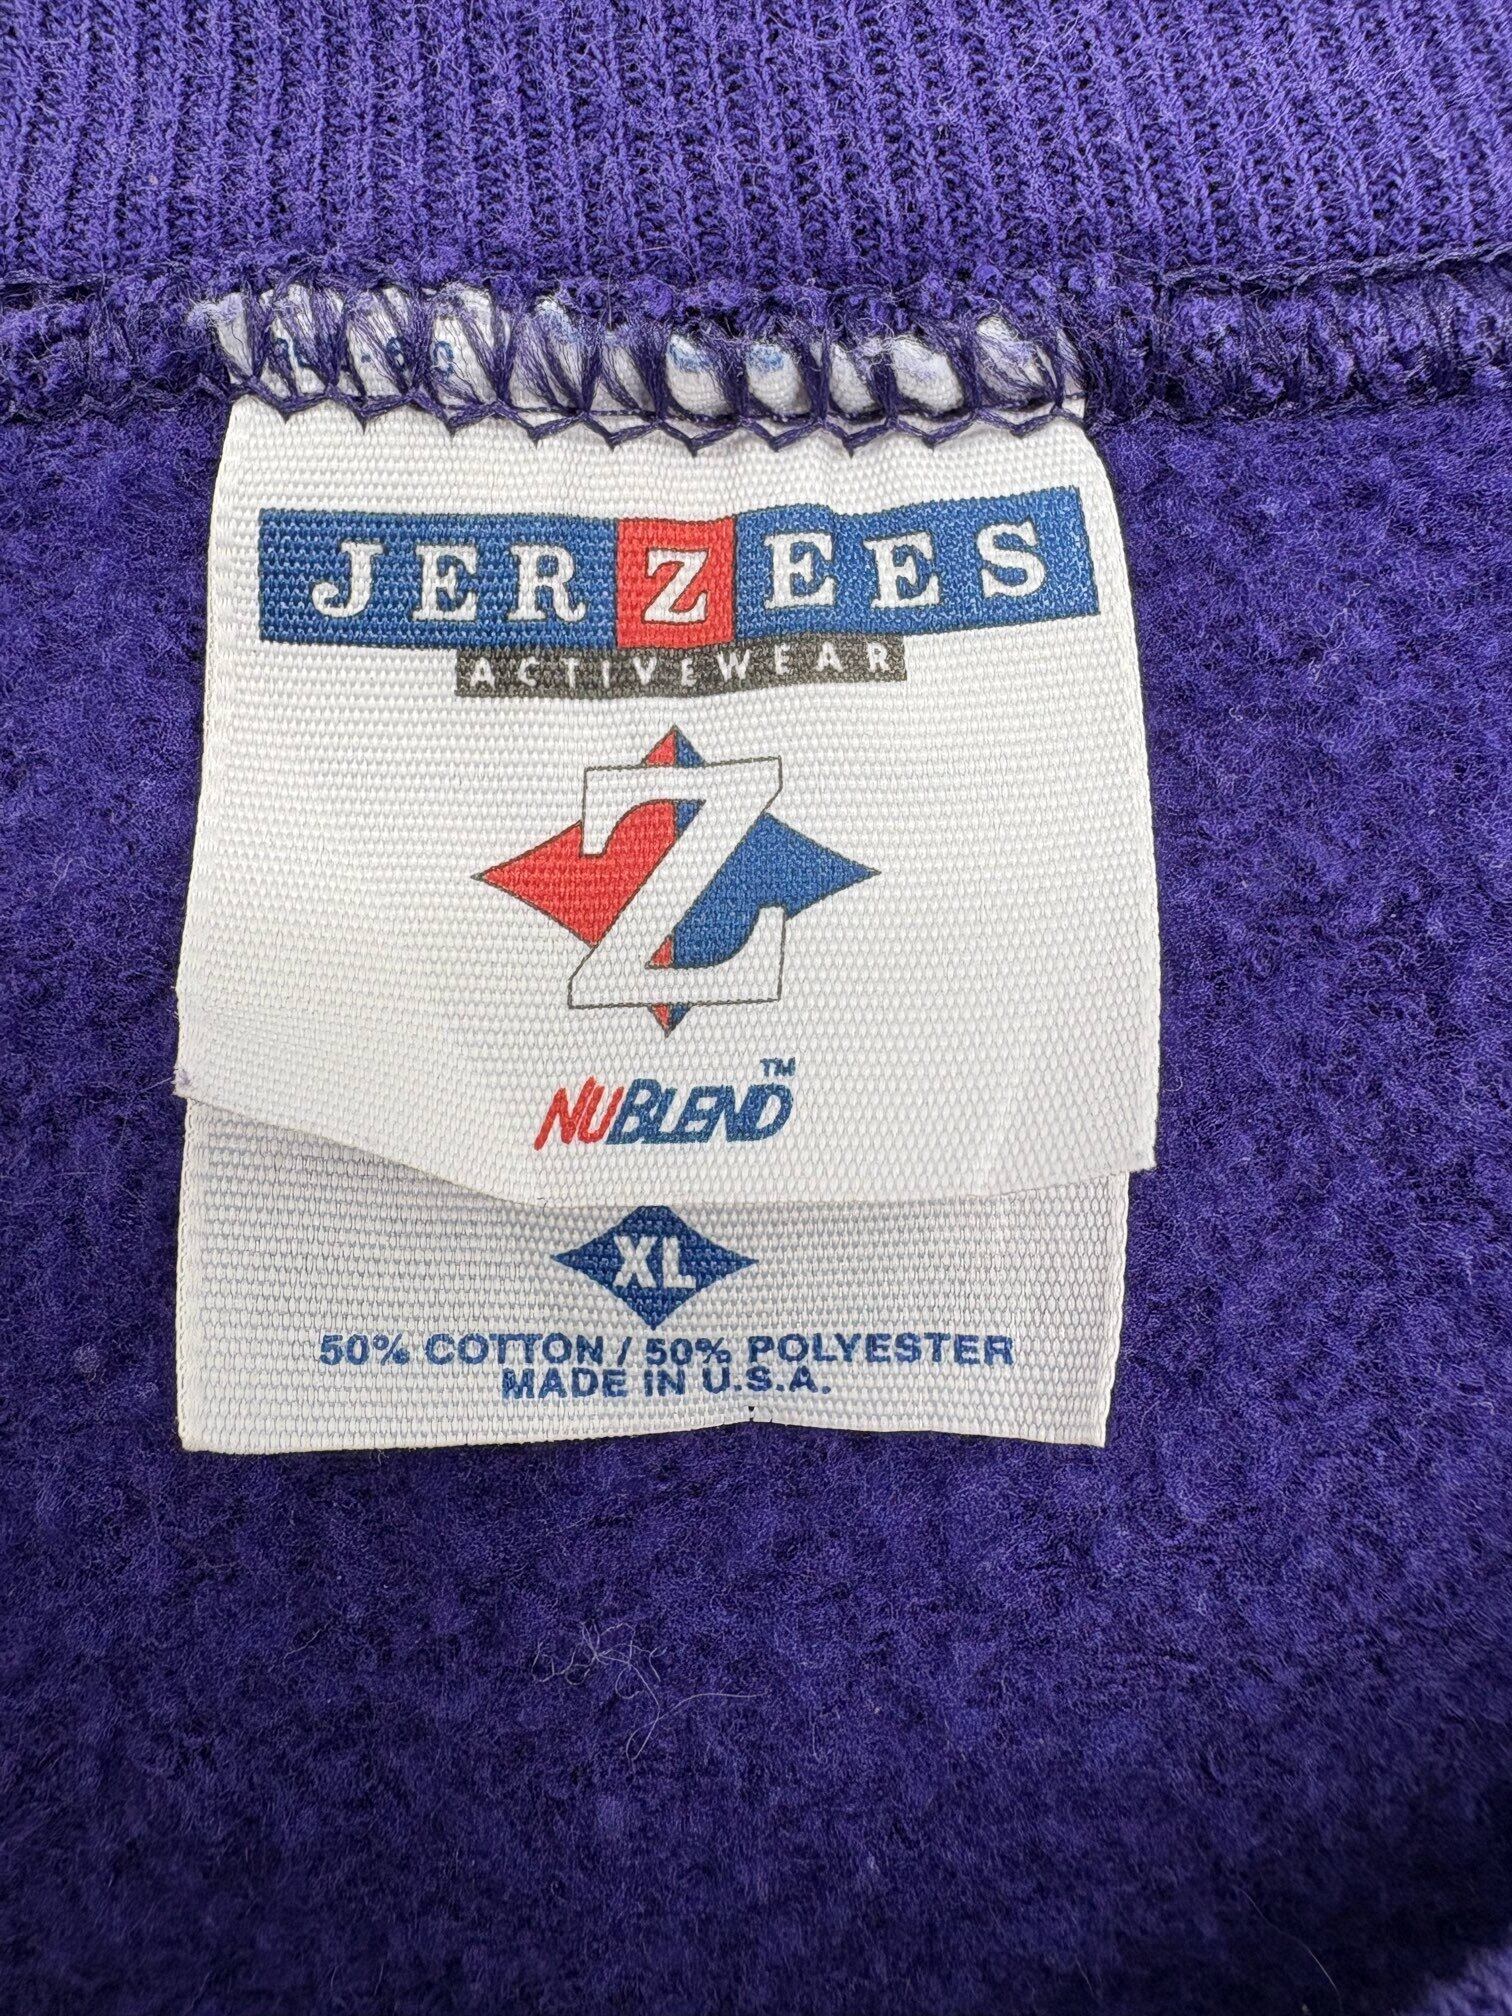 JERZEES
ACTIVEWEAR
Z
NUBLEND™
XL
50% COTTON / 50% POLYESTER
MADE IN U.S.A.